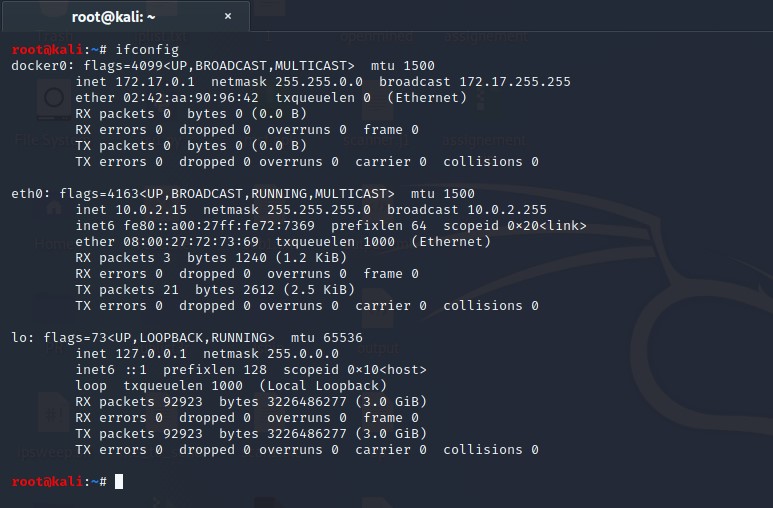 root@kali: ~ ×
root@kali:~# ifconfig
docker0: flags=4099<UP,BROADCAST,MULTICAST>  mtu 1500
        inet 172.17.0.1  netmask 255.255.0.0  broadcast 172.17.255.255
        ether 02:42:aa:90:96:42  txqueuelen 0  (Ethernet)
        RX packets 0  bytes 0 (0.0 B)
        RX errors 0  dropped 0  overruns 0  frame 0
        TX packets 0  bytes 0 (0.0 B)
        TX errors 0  dropped 0 overruns 0  carrier 0  collisions 0

eth0: flags=4163<UP,BROADCAST,RUNNING,MULTICAST>  mtu 1500
        inet 10.0.2.15  netmask 255.255.255.0  broadcast 10.0.2.255
        inet6 fe80::a00:27ff:fe72:7369  prefixlen 64  scopeid 0×20<link>
        ether 08:00:27:72:73:69  txqueuelen 1000  (Ethernet)
        RX packets 3  bytes 1240 (1.2 KiB)
        RX errors 0  dropped 0  overruns 0  frame 0
        TX packets 21  bytes 2612 (2.5 KiB)
        TX errors 0  dropped 0 overruns 0  carrier 0  collisions 0

lo: flags=73<UP,LOOPBACK,RUNNING>  mtu 65536
        inet 127.0.0.1  netmask 255.0.0.0
        inet6 ::1  prefixlen 128  scopeid 0×10<host>
        loop  txqueuelen 1000  (Local Loopback)
        RX packets 92923  bytes 3226486277 (3.0 GiB)
        RX errors 0  dropped 0  overruns 0  frame 0
        TX packets 92923  bytes 3226486277 (3.0 GiB)
        TX errors 0  dropped 0 overruns 0  carrier 0  collisions 0

root@kali:~#